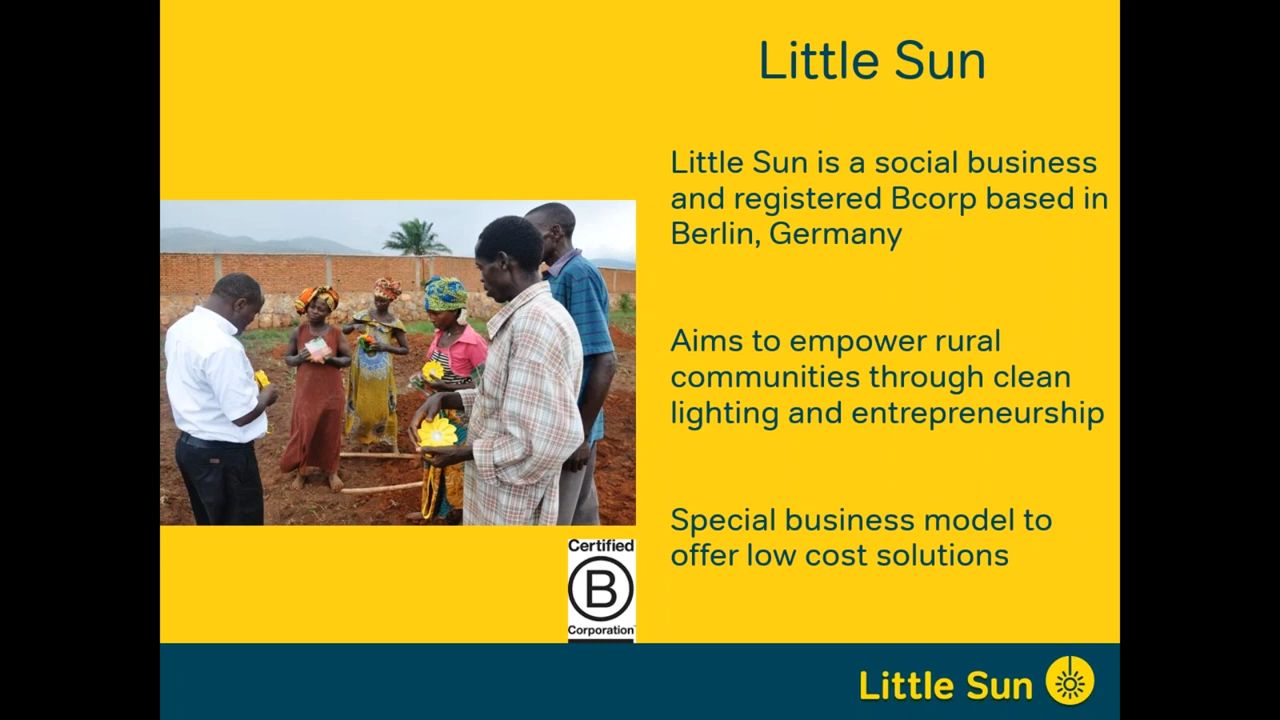 Little Sun
Little Sun is a social business
and registered Bcorp based in
Berlin, Germany
Aims to empower rural
communities through clean
lighting and entrepreneurship
Special business model to
offer low cost solutions
Certified
B
Corporation
Little Sun